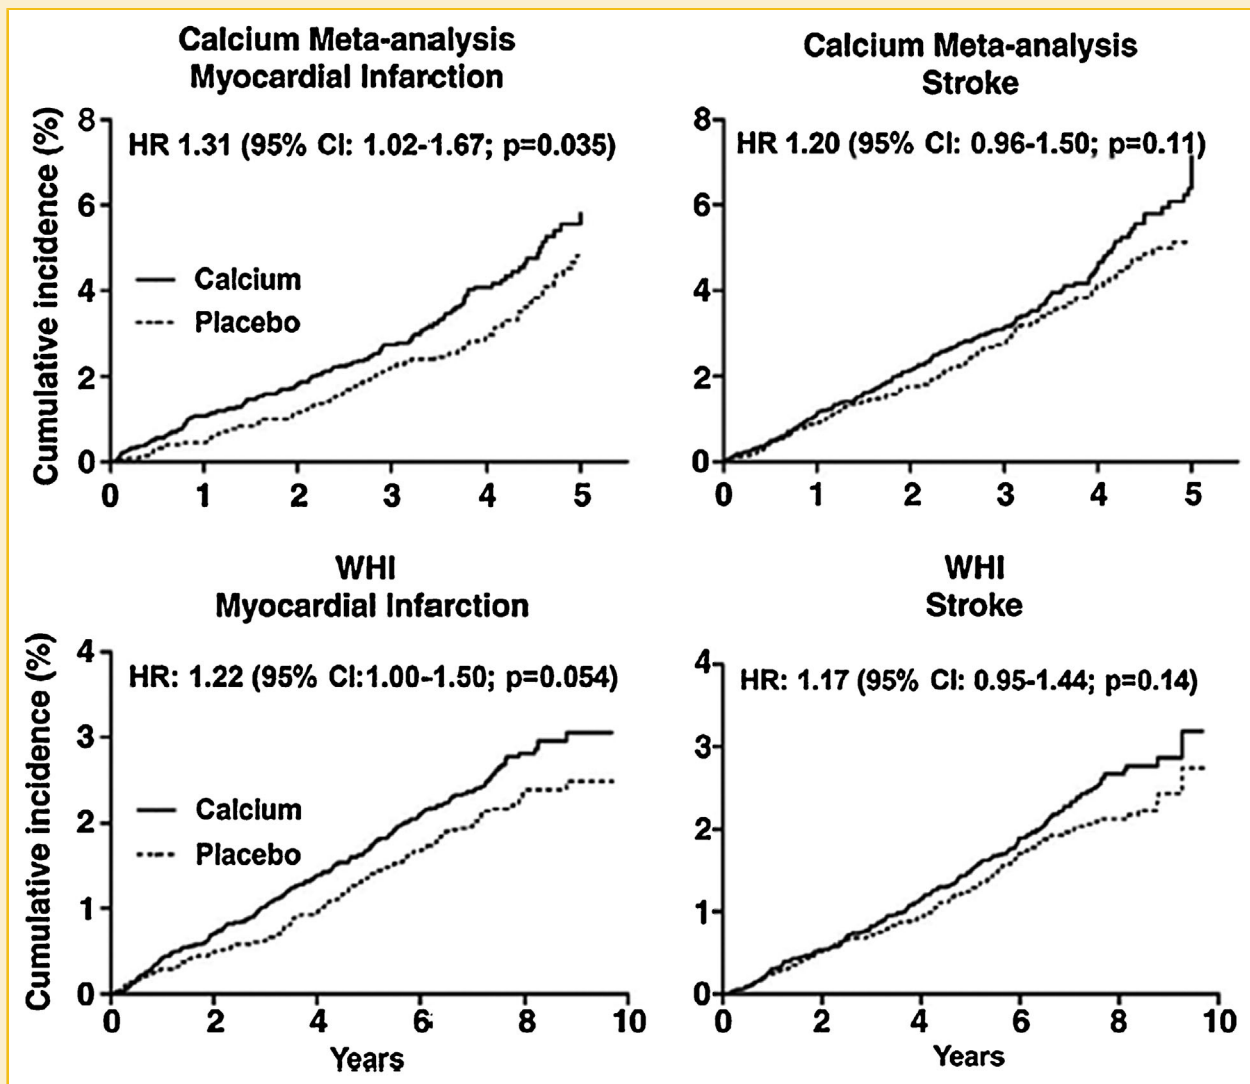 Calcium Meta-analysis
Myocardial Infarction
HR 1.31 (95% CI: 1.02-1.67; p=0.035)
Cumulative incidence (%)
8
6
4
2
0
Calcium
Placebo
0 1 2 3 4 5
Calcium Meta-analysis
Stroke
HR 1.20 (95% CI: 0.96-1.50; p=0.11)
8
6
4
2
0
0 1 2 3 4 5
WHI
Myocardial Infarction
HR: 1.22 (95% CI:1.00-1.50; p=0.054)
Cumulative incidence (%)
4
3
2
1
0
Calcium
Placebo
0 2 4 6 8 10
Years
WHI
Stroke
HR: 1.17 (95% CI: 0.95-1.44; p=0.14)
4
3
2
1
0
0 2 4 6 8 10
Years